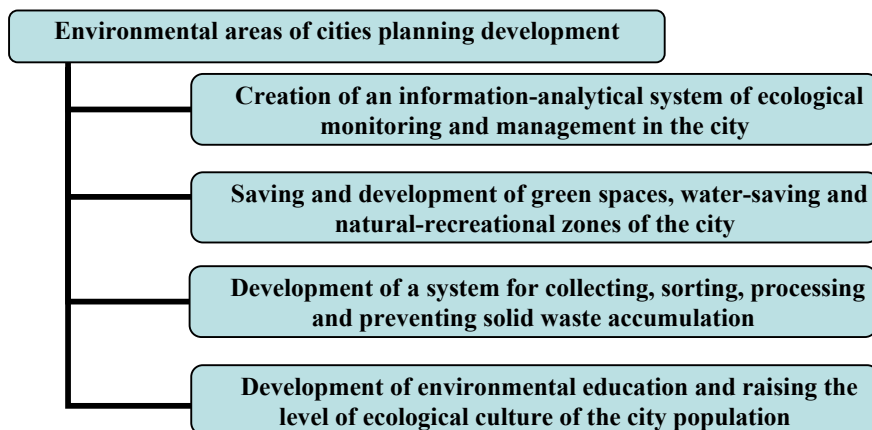 Environmental areas of cities planning development
Creation of an information-analytical system of ecological
monitoring and management in the city
Saving and development of green spaces, water-saving and
natural-recreational zones of the city
Development of a system for collecting, sorting, processing
and preventing solid waste accumulation
Development of environmental education and raising the
level of ecological culture of the city population